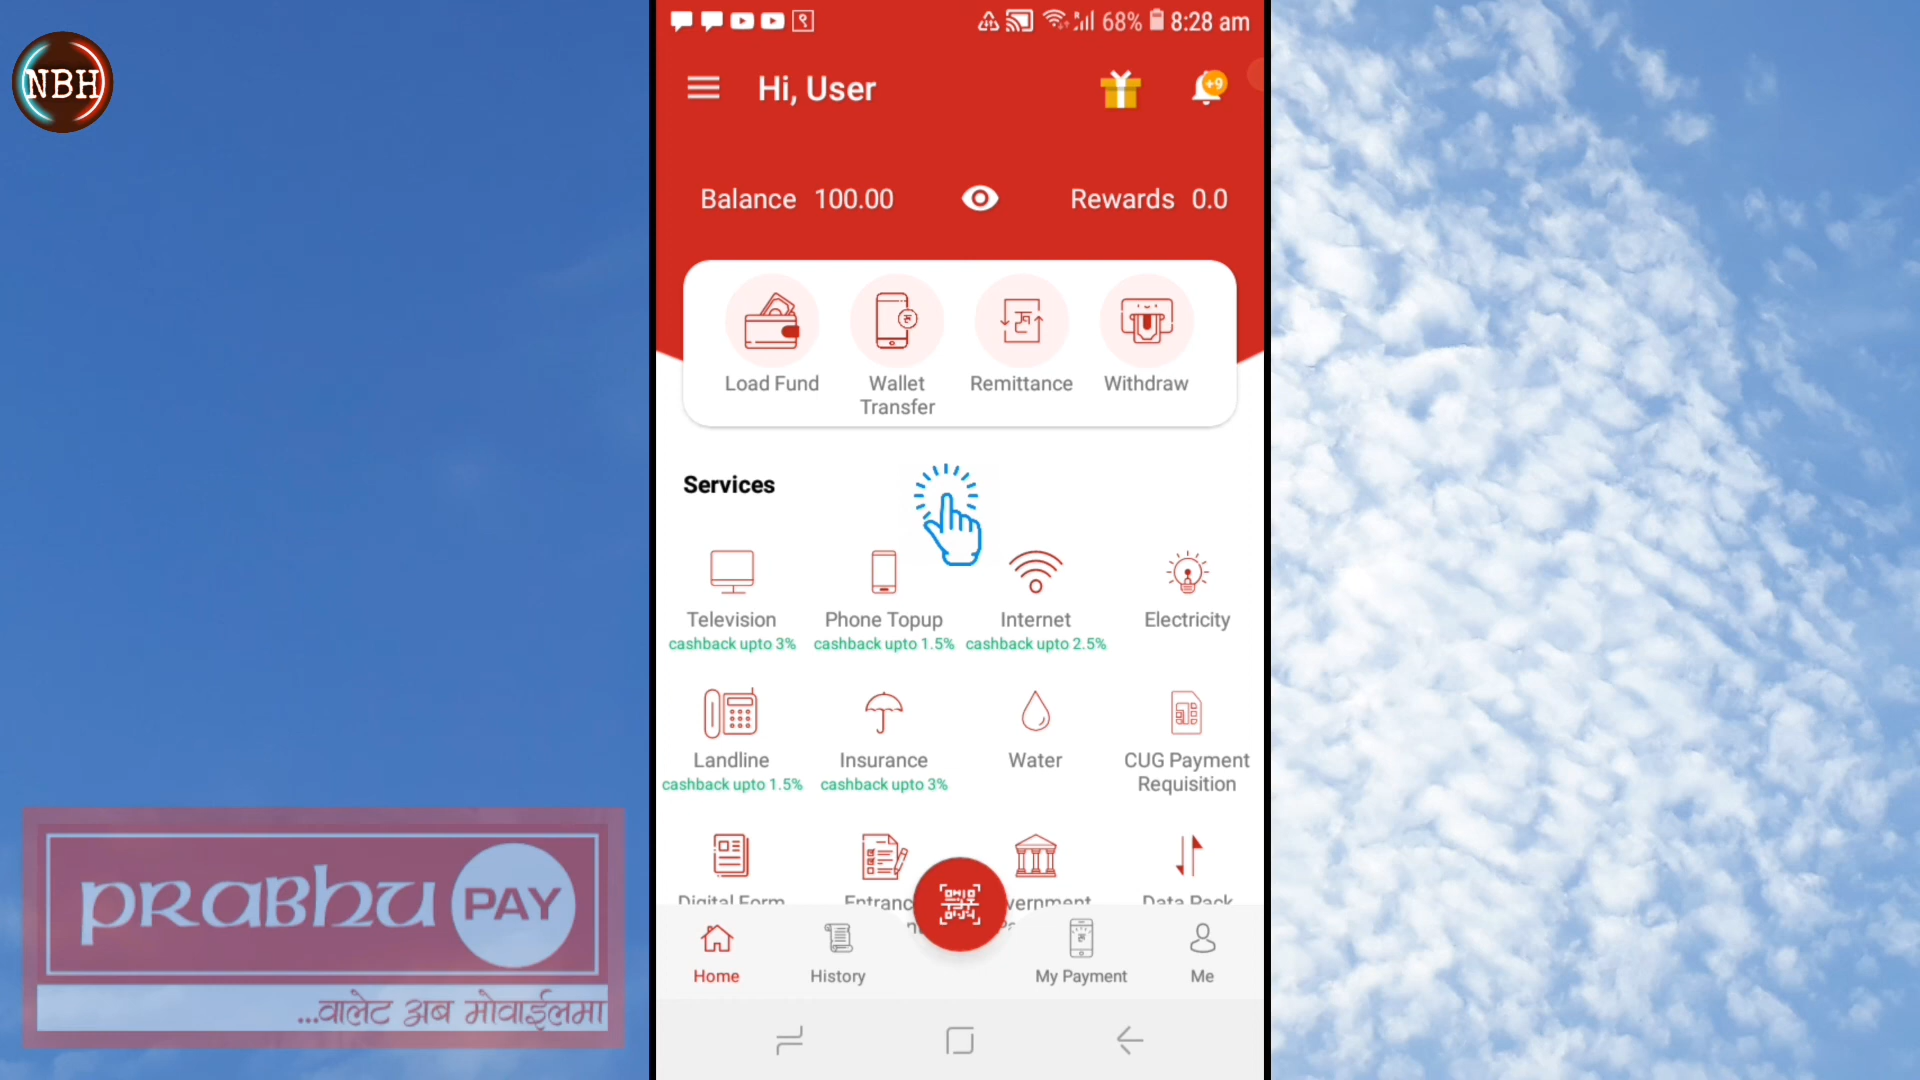 NBH
68% 8:28 am
Hi, User
+9
Balance 100.00 Rewards 0.0
Load Fund Wallet Transfer Remittance Withdraw
Services
Television Phone Topup Internet Electricity
cashback upto 3% cashback upto 1.5% cashback upto 2.5%
Landline Insurance Water CUG Payment Requisition
cashback upto 1.5% cashback upto 3%
Digital Form Entranc vernment Data Pack
Home History My Payment Me
PRABHU PAY
...वालेट अब मोवाईलमा